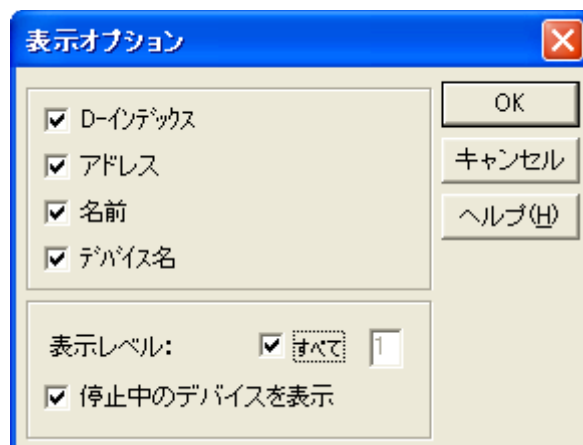 表示オプション
OK
キャンセル
ヘルプ(H)
D-インデックス
アドレス
名前
デバイス名
表示レベル: すべて 1
停止中のデバイスを表示